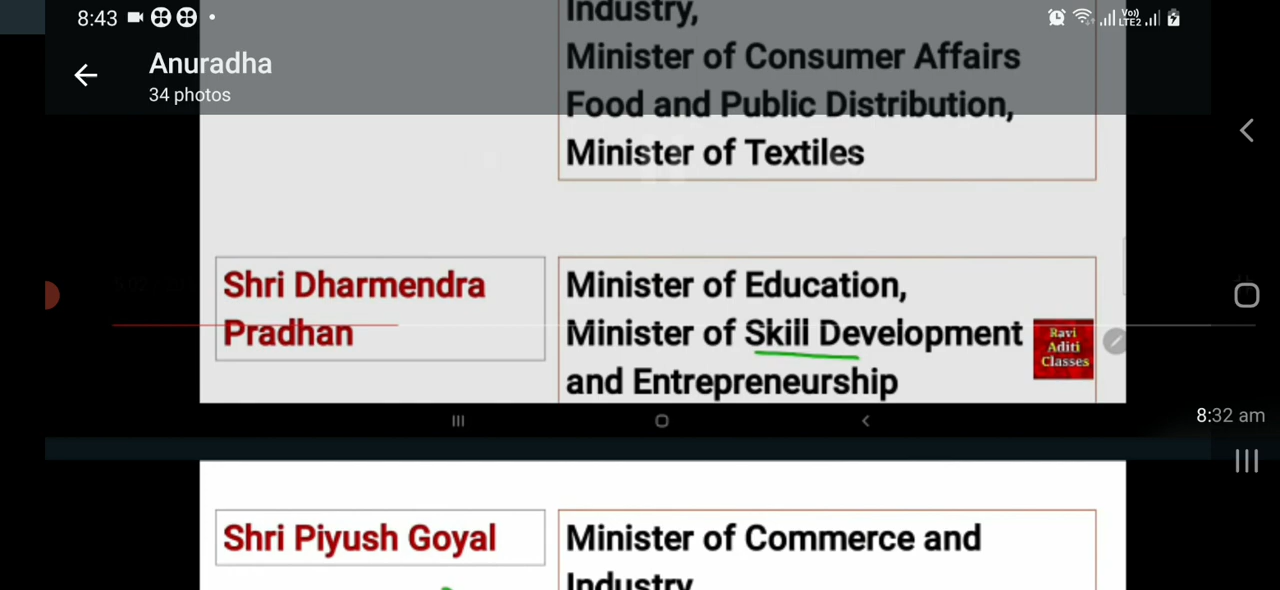 8:43
Vo))
LTE2
Anuradha
34 photos
Industry,
Minister of Consumer Affairs
Food and Public Distribution,
Minister of Textiles
Shri Dharmendra
Pradhan
Minister of Education,
Minister of Skill Development
and Entrepreneurship
Ravi
Aditi
Classes
8:32 am
Shri Piyush Goyal
Minister of Commerce and
Industry